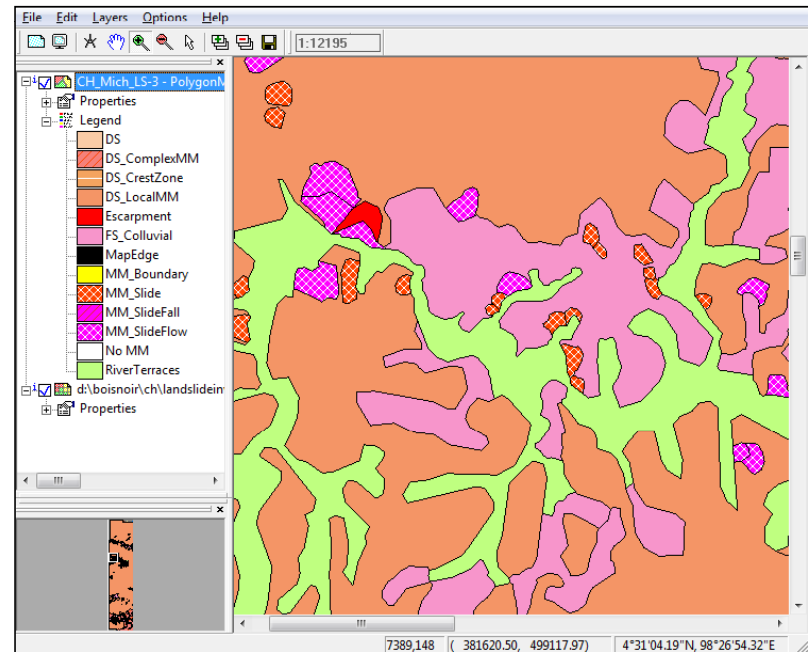 File Edit Layers Options Help
1:12195
CH_Mich_LS-3 - PolygonM
Properties
Legend
DS
DS_ComplexMM
DS_CrestZone
DS_LocalMM
Escarpment
FS_Colluvial
MapEdge
MM_Boundary
MM_Slide
MM_SlideFall
MM_SlideFlow
No MM
RiverTerraces
d:\boisnoir\ch\landslidein
Properties
7389,148 ( 381620.50, 499117.97) 4°31'04.19"N, 98°26'54.32"E